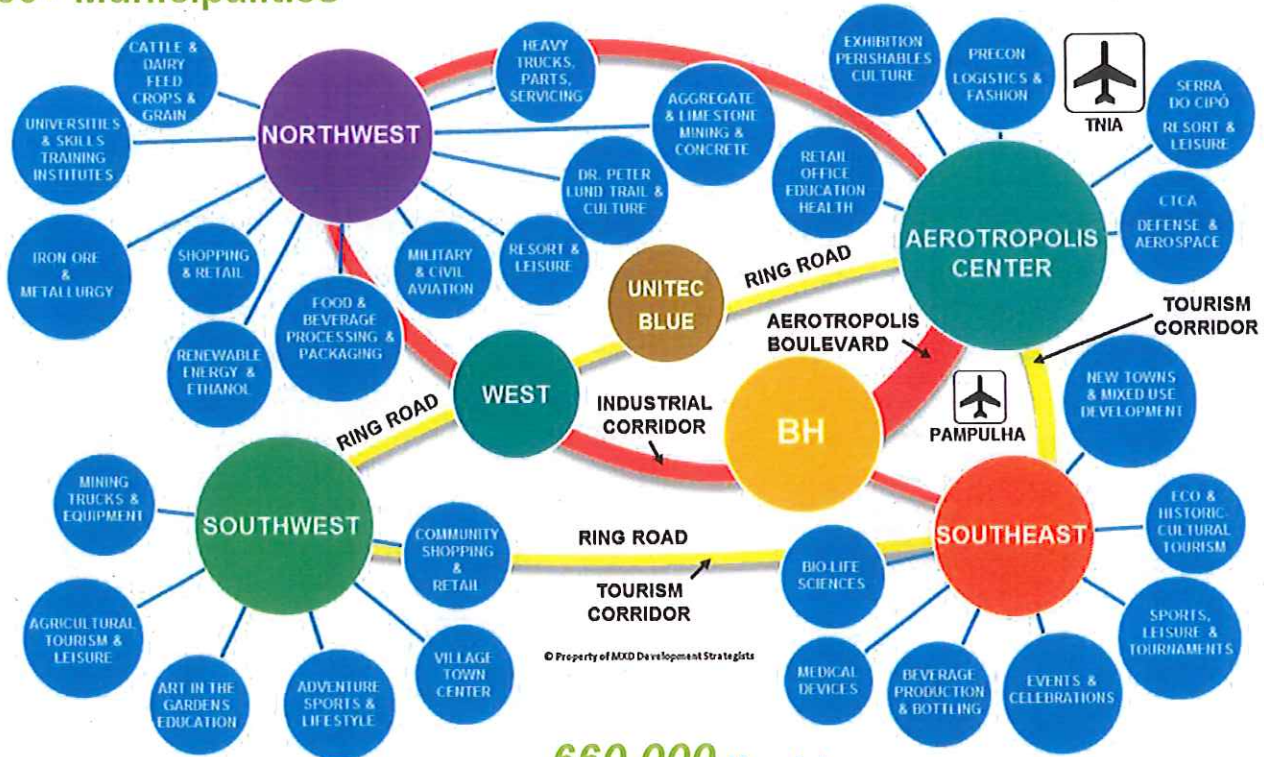 Municipalities
CATTLE &
DAIRY
FEED
CROPS &
GRAIN
HEAVY
TRUCKS,
PARTS,
SERVICING
EXHIBITION
PERISHABLES
CULTURE
PRECON
LOGISTICS &
FASHION
TNIA
SERRA
DO CIPÓ
RESORT &
LEISURE
UNIVERSITIES
& SKILLS
TRAINING
INSTITUTES
NORTHWEST
AGGREGATE
& LIMESTONE
MINING &
CONCRETE
RETAIL
OFFICE
EDUCATION
HEALTH
DR. PETER
LUND TRAIL &
CULTURE
CTCA
DEFENSE &
AEROSPACE
AEROTROPOLIS
CENTER
IRON ORE
&
METALLURGY
SHOPPING
& RETAIL
MILITARY
& CIVIL
AVIATION
RESORT &
LEISURE
UNITEC
BLUE
RING ROAD
FOOD &
BEVERAGE
PROCESSING &
PACKAGING
RENEWABLE
ENERGY &
ETHANOL
AEROTROPOLIS
BOULEVARD
TOURISM
CORRIDOR
WEST
RING ROAD
INDUSTRIAL
CORRIDOR
BH
PAMPULHA
NEW TOWNS
& MIXED USE
DEVELOPMENT
MINING
TRUCKS &
EQUIPMENT
SOUTHWEST
COMMUNITY
SHOPPING
&
RETAIL
RING ROAD
TOURISM
CORRIDOR
BIO-LIFE
SCIENCES
SOUTHEAST
ECO &
HISTORIC-
CULTURAL
TOURISM
AGRICULTURAL
TOURISM &
LEISURE
ART IN THE
GARDENS
EDUCATION
ADVENTURE
SPORTS &
LIFESTYLE
VILLAGE
TOWN
CENTER
© Property of MXD Development Strategists
MEDICAL
DEVICES
BEVERAGE
PRODUCTION
& BOTTLING
EVENTS &
CELEBRATIONS
SPORTS,
LEISURE &
TOURNAMENTS
660,000